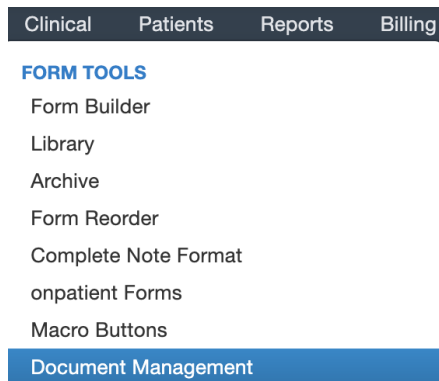 Clinical Patients Reports Billing
FORM TOOLS
Form Builder
Library
Archive
Form Reorder
Complete Note Format
onpatient Forms
Macro Buttons
Document Management